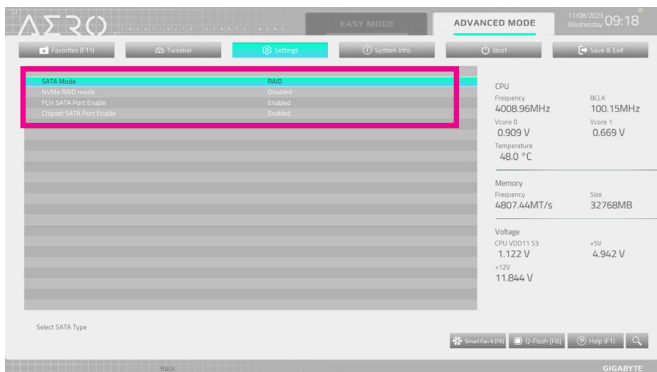 AERO
CREATIVITY STARTS HERE
EASY MODE
ADVANCED MODE
11/08/2023
Wednesday 09:18
Favorites (F11)
Tweaker
Settings
System Info.
Boot
Save & Exit
SATA Mode RAID
NVMe RAID mode Disabled
FCH SATA Port Enable Enabled
Chipset SATA Port Enable Enabled
CPU
Frequency BCLK
4008.96MHz 100.15MHz
Vcore 0 Vcore 1
0.909 V 0.669 V
Temperature
48.0 °C
Memory
Frequency Size
4807.44MT/s 32768MB
Voltage
CPU VDD11 S3 +5V
1.122 V 4.942 V
+12V
11.844 V
Select SATA Type
Smart Fan 6 [F6]
Q-Flash [F8]
Help (F1)
Back
GIGABYTE